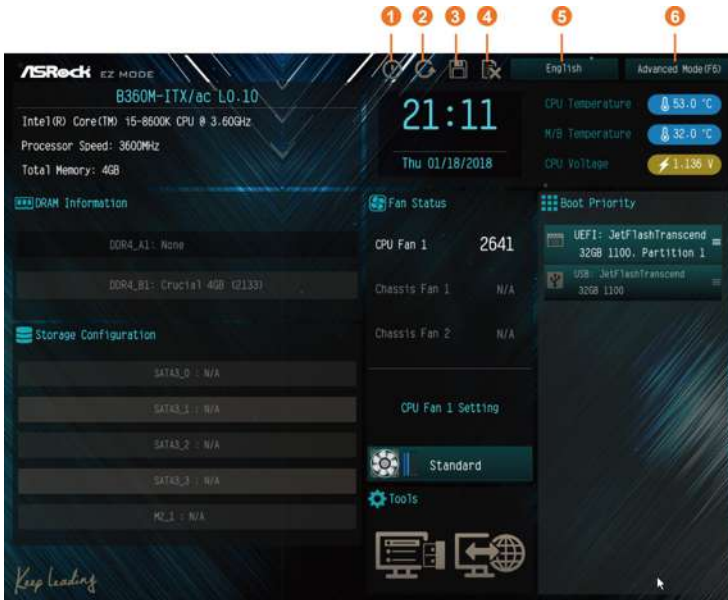 1 2 3 4 5 6
ASRock EZ MODE
English
Advanced Mode(F6)
B360M-ITX/ac L0.10
Intel(R) Core(TM) i5-8600K CPU @ 3.60GHz
Processor Speed: 3600MHz
Total Memory: 4GB
21:11
Thu 01/18/2018
CPU Temperature 53.0 °C
M/B Temperature 32.0 °C
CPU Voltage 1.136 V
DRAM Information
DDR4_A1: None
DDR4_B1: Crucial 4GB (2133)
Storage Configuration
SATA3_0 : N/A
SATA3_1 : N/A
SATA3_2 : N/A
SATA3_3 : N/A
M2_1 : N/A
Fan Status
CPU Fan 1 2641
Chassis Fan 1 N/A
Chassis Fan 2 N/A
CPU Fan 1 Setting
Standard
Tools
Boot Priority
UEFI: JetFlashTranscend
32GB 1100. Partition 1
USB: JetFlashTranscend
32GB 1100
Keep Leading